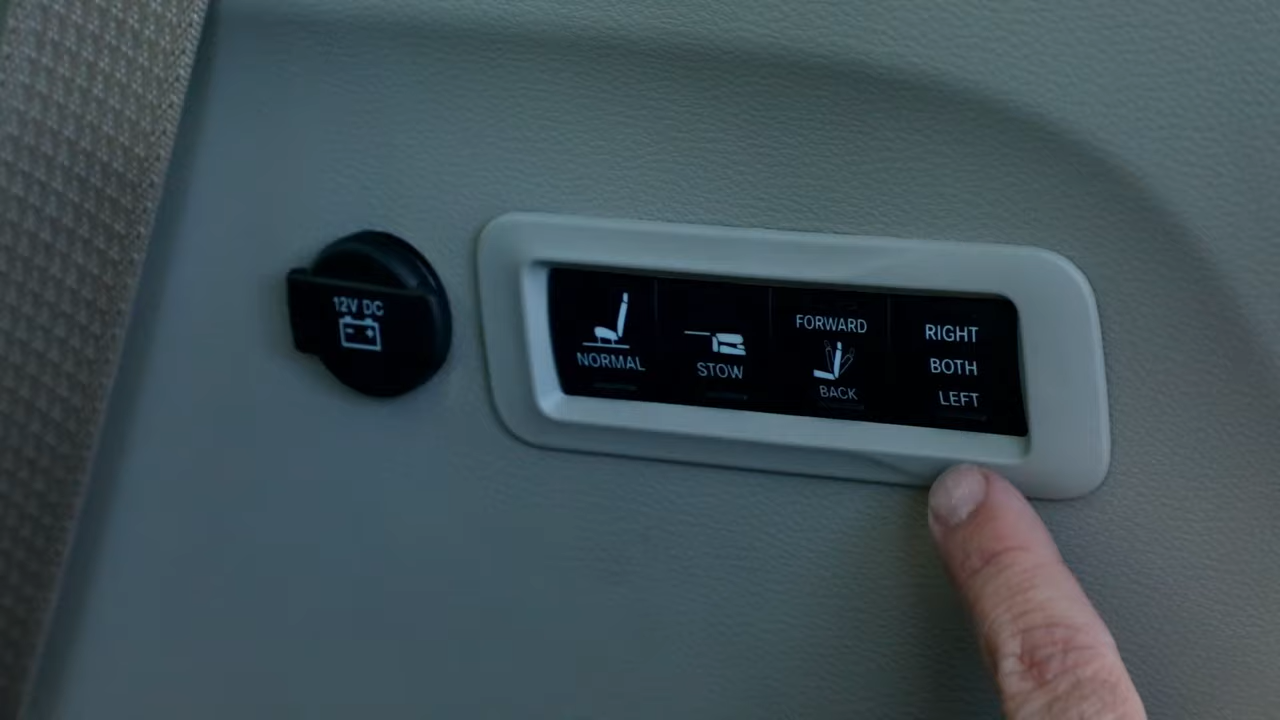 12V DC
NORMAL
STOW
FORWARD
BACK
RIGHT
BOTH
LEFT